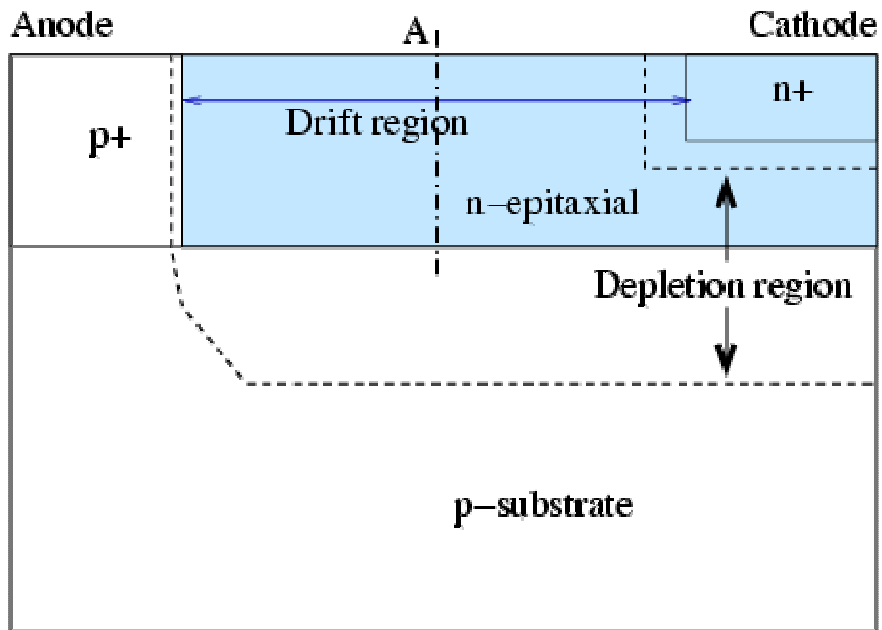 Anode
A
Cathode
n+
Drift region
p+
n−epitaxial
Depletion region
p−substrate